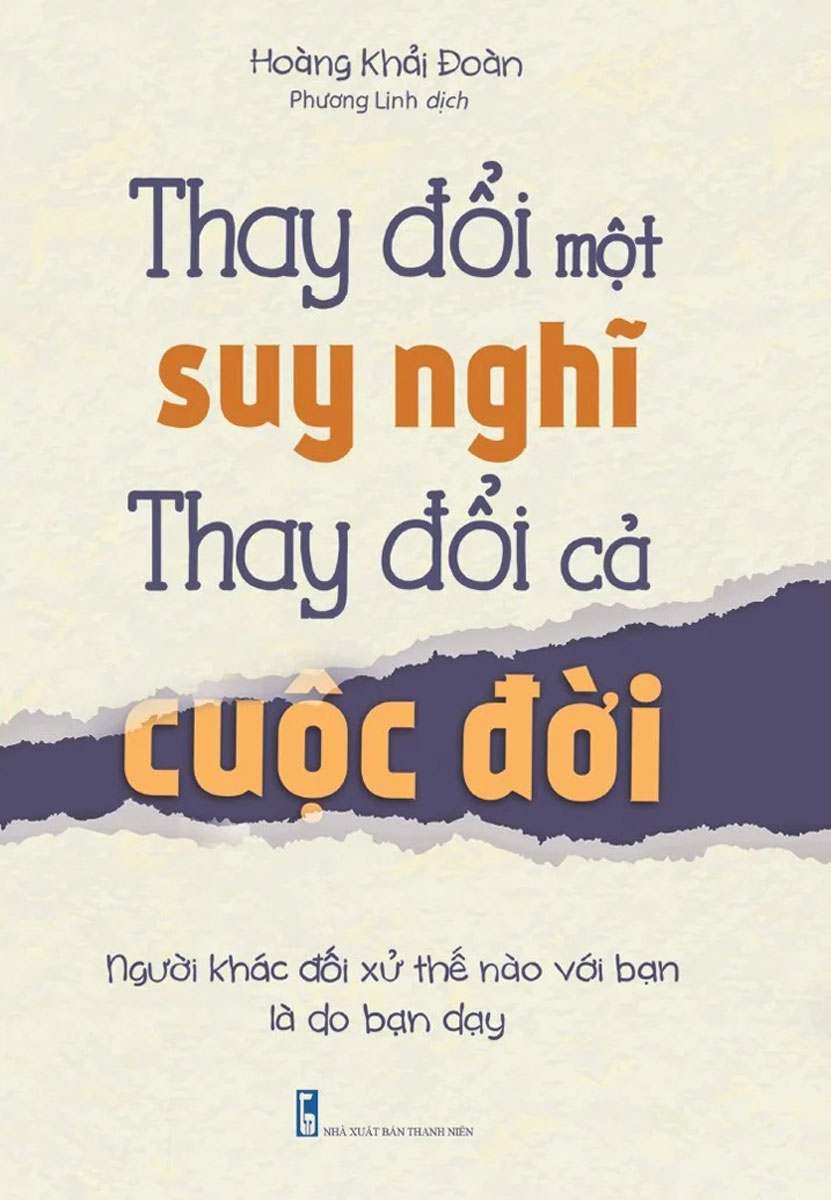 Hoàng Khải Đoàn
Phương Linh dịch
Thay đổi một
suy nghĩ
Thay đổi cả
cuộc đời
Người khác đối xử thế nào với bạn
là do bạn dạy
NHÀ XUẤT BẢN THANH NIÊN